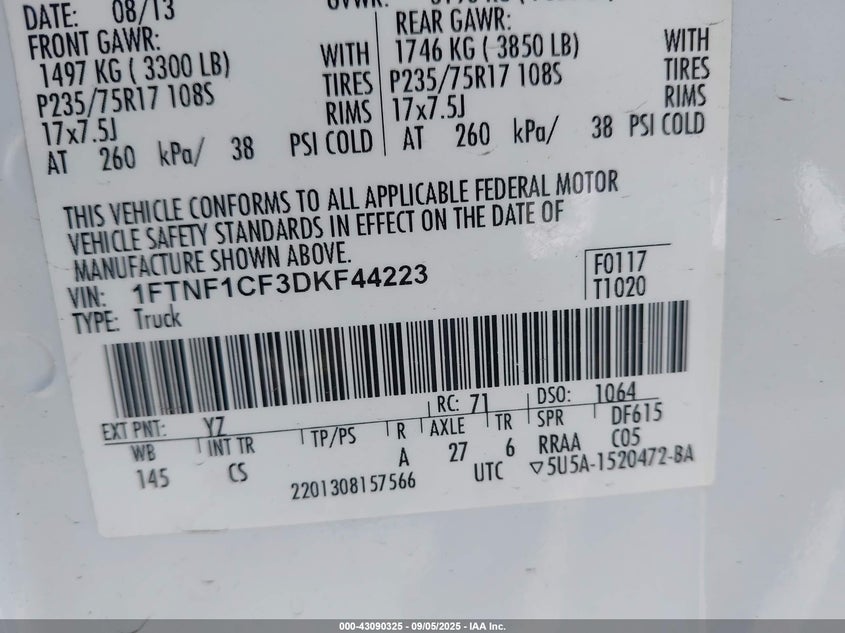 DATE: 08/13
FRONT GAWR:
1497 KG ( 3300 LB) WITH
P235/75R17 108S TIRES
17x7.5J RIMS
AT 260 kPa/ 38 PSI COLD
REAR GAWR:
1746 KG ( 3850 LB) WITH
P235/75R17 108S TIRES
17x7.5J RIMS
AT 260 kPa/ 38 PSI COLD
THIS VEHICLE CONFORMS TO ALL APPLICABLE FEDERAL MOTOR
VEHICLE SAFETY STANDARDS IN EFFECT ON THE DATE OF
MANUFACTURE SHOWN ABOVE.
VIN: 1FTNF1CF3DKF44223
TYPE: Truck
F0117
T1020
EXT PNT: YZ RC: 71 DSO: 1064
WB INT TR TP/PS R AXLE TR SPR DF615
145 CS A 27 6 RRAA C05
2201308157566 UTC ▽5U5A-1520472-BA
000-43090325 - 09/05/2025 - IAA Inc.